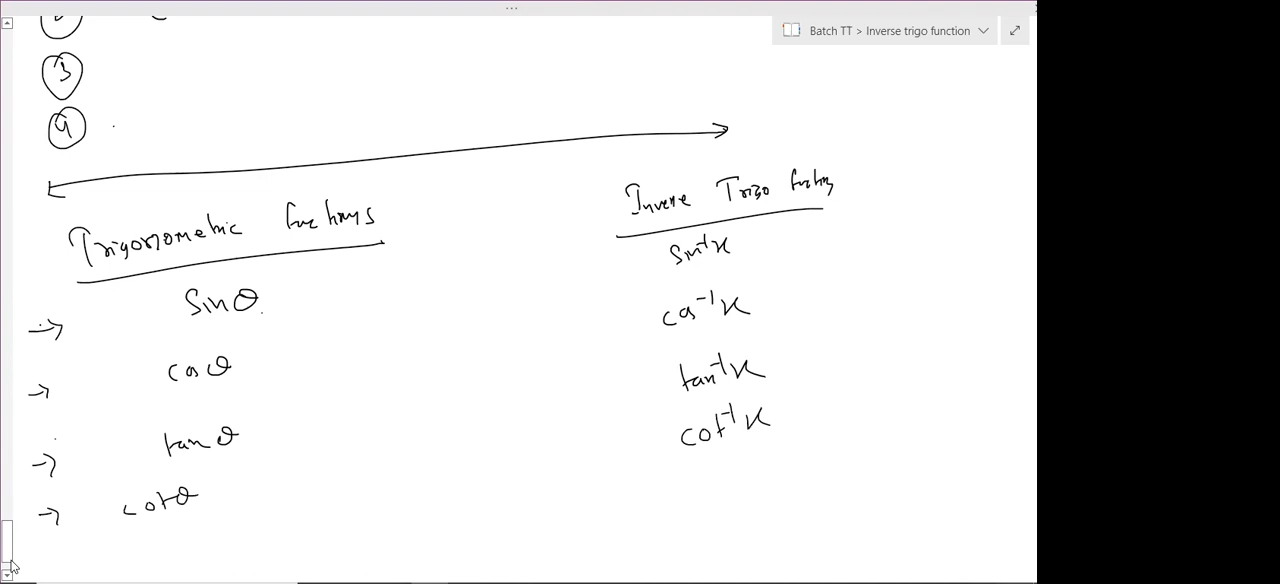 Batch TT > Inverse trigo function
3
4
Trigonometric functions
Inverse Trigo functions
sin⁻¹x
Sinθ.
cos⁻¹x
→
cosθ
tan⁻¹x
→
tanθ
cot⁻¹x
→
cotθ
→